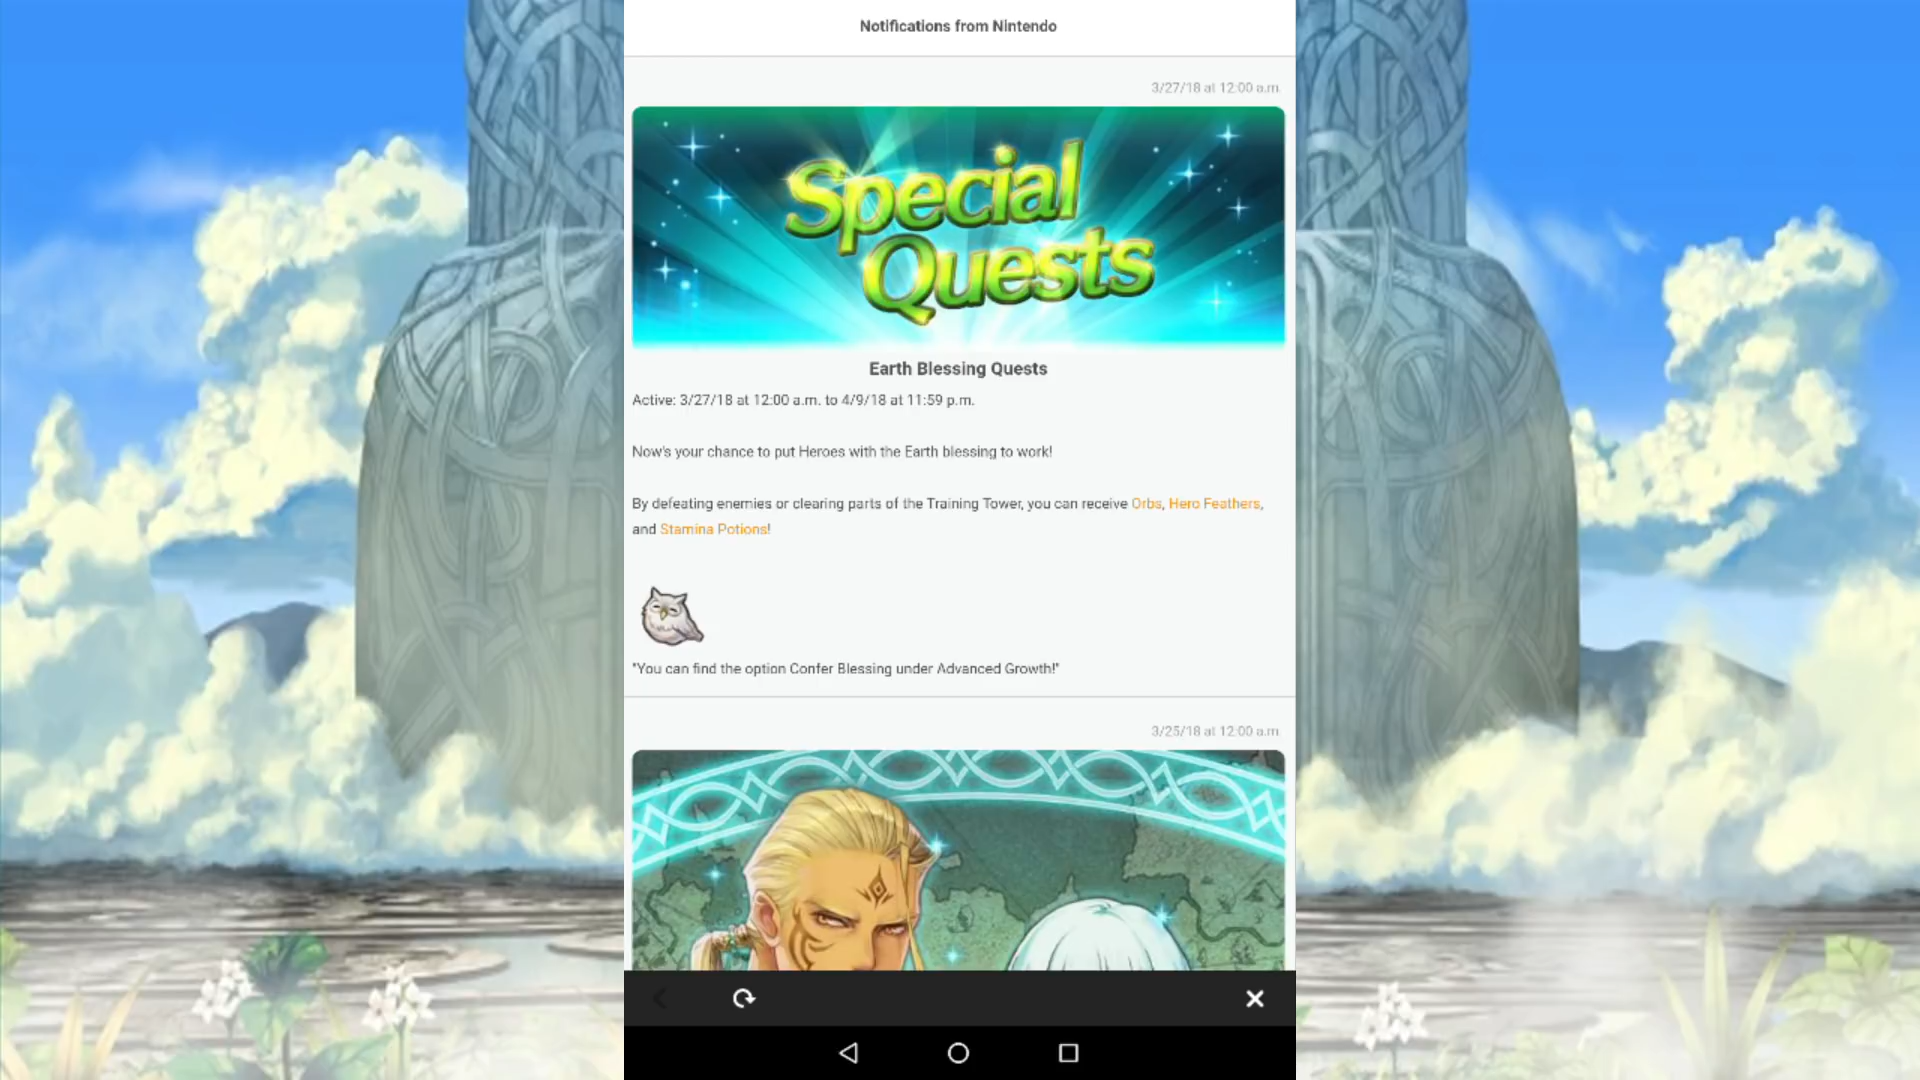 Notifications from Nintendo
3/27/18 at 12:00 a.m.
Special
Quests
Earth Blessing Quests
Active: 3/27/18 at 12:00 a.m. to 4/9/18 at 11:59 p.m.
Now's your chance to put Heroes with the Earth blessing to work!
By defeating enemies or clearing parts of the Training Tower, you can receive Orbs, Hero Feathers,
and Stamina Potions!
"You can find the option Confer Blessing under Advanced Growth!"
3/25/18 at 12:00 a.m.